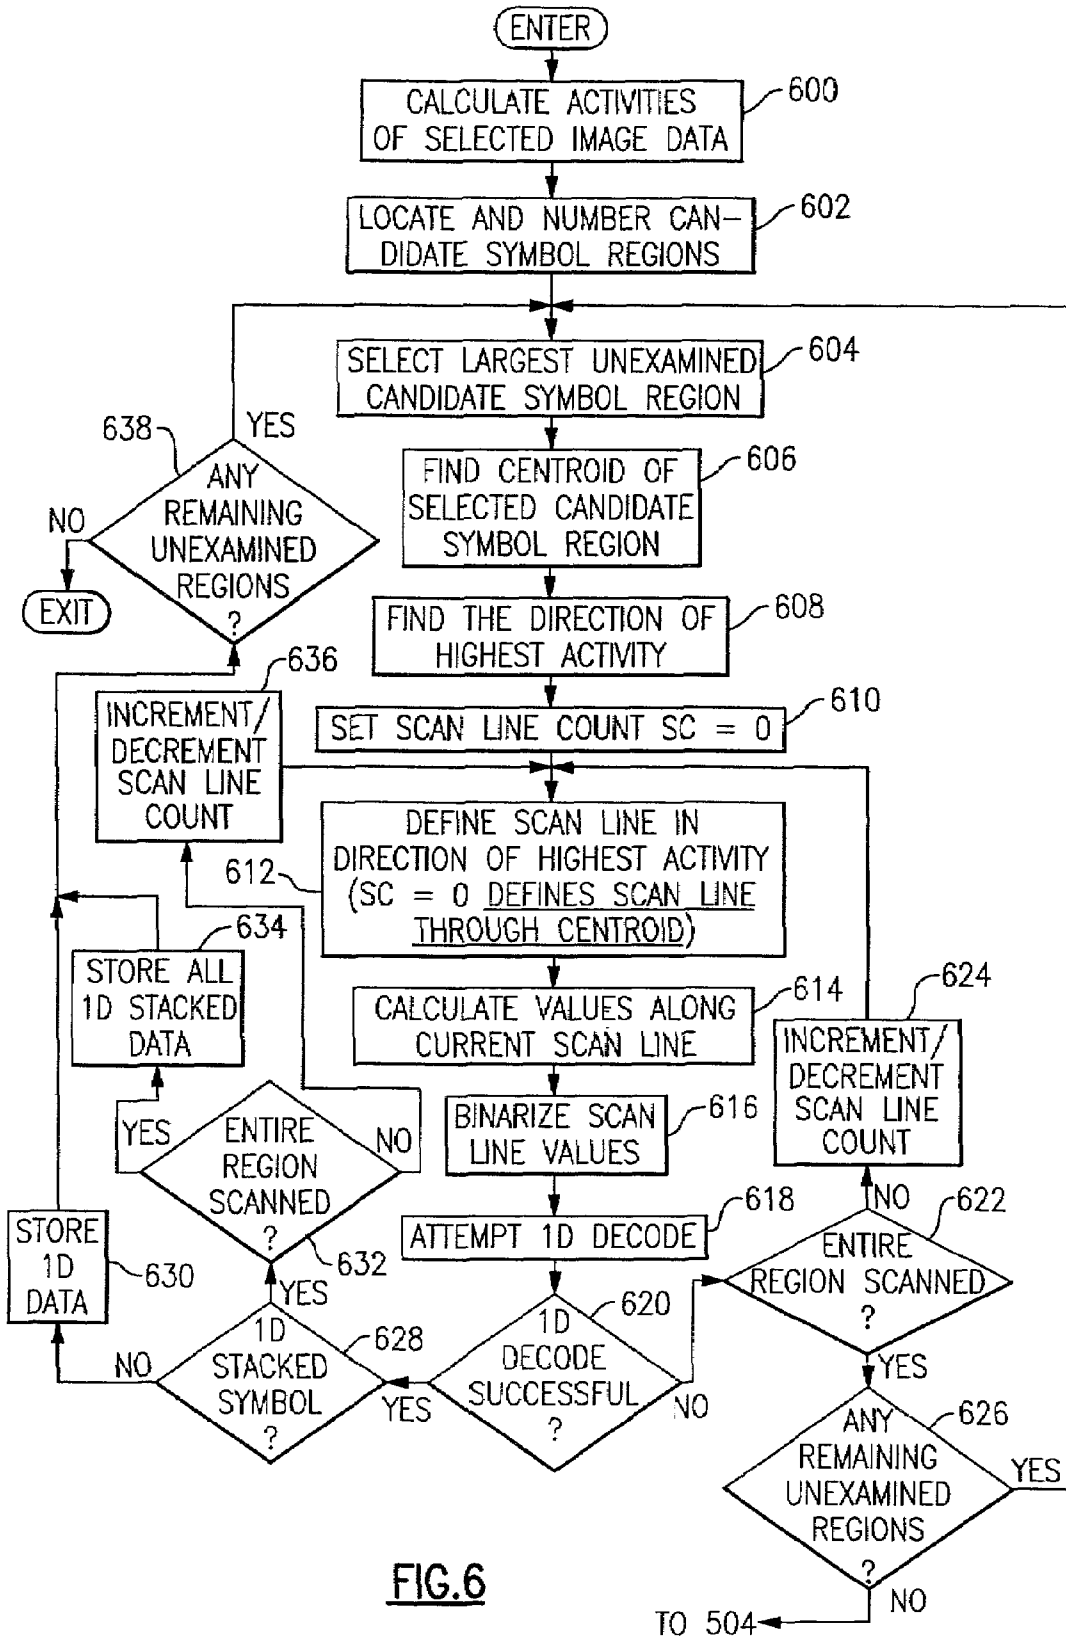 ENTER
CALCULATE ACTIVITIES
OF SELECTED IMAGE DATA
600
LOCATE AND NUMBER CAN-
DIDATE SYMBOL REGIONS
602
SELECT LARGEST UNEXAMINED
CANDIDATE SYMBOL REGION
604
638
YES
ANY
REMAINING
UNEXAMINED
REGIONS
?
NO
EXIT
FIND CENTROID OF
SELECTED CANDIDATE
SYMBOL REGION
606
FIND THE DIRECTION OF
HIGHEST ACTIVITY
608
636
INCREMENT/
DECREMENT
SCAN LINE
COUNT
SET SCAN LINE COUNT SC = 0
610
612
DEFINE SCAN LINE IN
DIRECTION OF HIGHEST ACTIVITY
(SC = 0 DEFINES SCAN LINE
THROUGH CENTROID)
634
STORE ALL
1D STACKED
DATA
CALCULATE VALUES ALONG
CURRENT SCAN LINE
614
624
INCREMENT/
DECREMENT
SCAN LINE
COUNT
BINARIZE SCAN
LINE VALUES
616
YES
ENTIRE
REGION
SCANNED
?
NO
632
ATTEMPT 1D DECODE
618
NO
622
ENTIRE
REGION SCANNED
?
STORE
1D
DATA
630
YES
1D
STACKED
SYMBOL
?
628
NO
YES
1D
DECODE
SUCCESSFUL
?
620
NO
YES
ANY
REMAINING
UNEXAMINED
REGIONS
?
626
YES
NO
TO 504
FIG.6